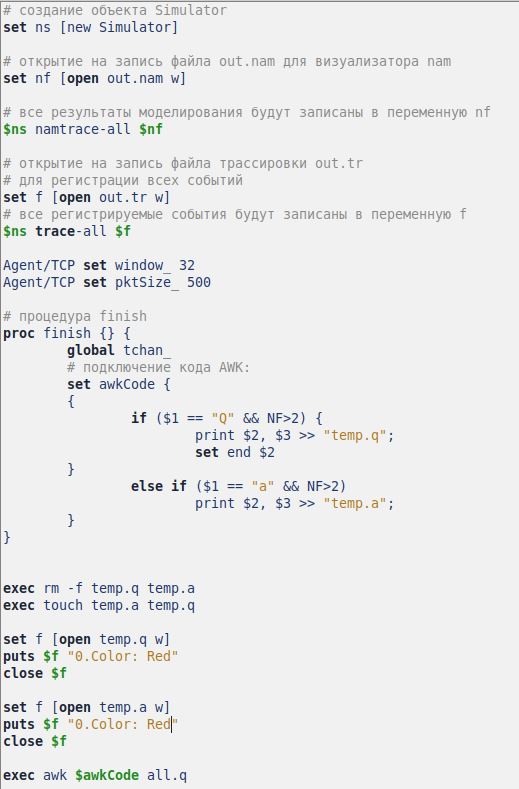 # создание объекта Simulator
set ns [new Simulator]
# открытие на запись файла out.nam для визуализатора nam
set nf [open out.nam w]
# все результаты моделирования будут записаны в переменную nf
$ns namtrace-all $nf
# открытие на запись файла трассировки out.tr
# для регистрации всех событий
set f [open out.tr w]
# все регистрируемые события будут записаны в переменную f
$ns trace-all $f
Agent/TCP set window_ 32
Agent/TCP set pktSize_ 500
# процедура finish
proc finish {} {
global tchan_
# подключение кода AWK:
set awkCode {
{
if ($1 == "Q" && NF>2) {
print $2, $3 >> "temp.q";
set end $2
}
else if ($1 == "a" && NF>2)
print $2, $3 >> "temp.a";
}
}
exec rm -f temp.q temp.a
exec touch temp.a temp.q
set f [open temp.q w]
puts $f "0.Color: Red"
close $f
set f [open temp.a w]
puts $f "0.Color: Red"
close $f
exec awk $awkCode all.q